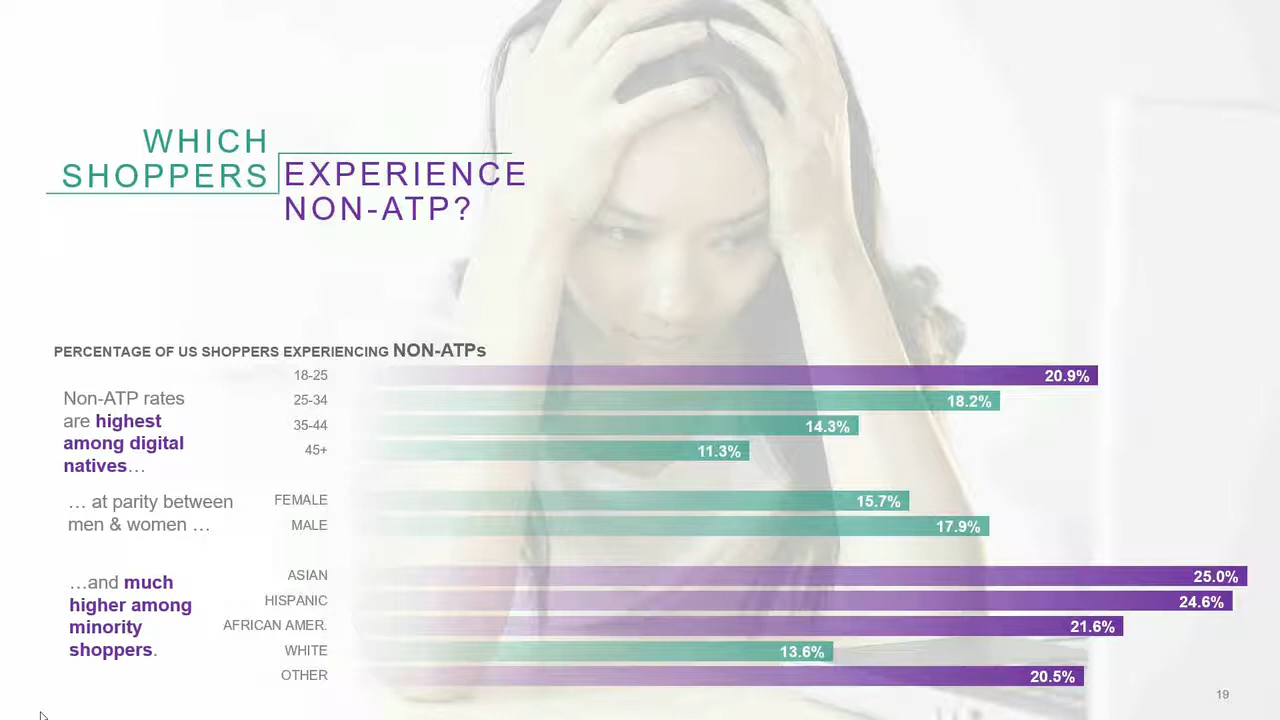 WHICH
SHOPPERS
EXPERIENCE
NON-ATP?
PERCENTAGE OF US SHOPPERS EXPERIENCING NON-ATPs
Non-ATP rates
are highest
among digital
natives…
18-25 20.9%
25-34 18.2%
35-44 14.3%
45+ 11.3%
… at parity between
men & women …
FEMALE 15.7%
MALE 17.9%
…and much
higher among
minority
shoppers.
ASIAN 25.0%
HISPANIC 24.6%
AFRICAN AMER. 21.6%
WHITE 13.6%
OTHER 20.5%
19